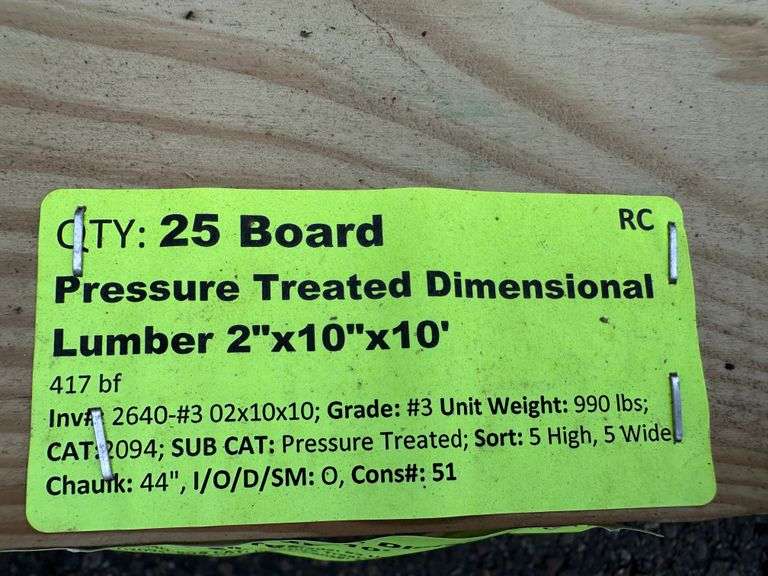 QTY: 25 Board RC
Pressure Treated Dimensional
Lumber 2"x10"x10'
417 bf
Inv#: 2640-#3 02x10x10; Grade: #3 Unit Weight: 990 lbs;
CAT: 2094; SUB CAT: Pressure Treated; Sort: 5 High, 5 Wide,
Chauik: 44", I/O/D/SM: O, Cons#: 51